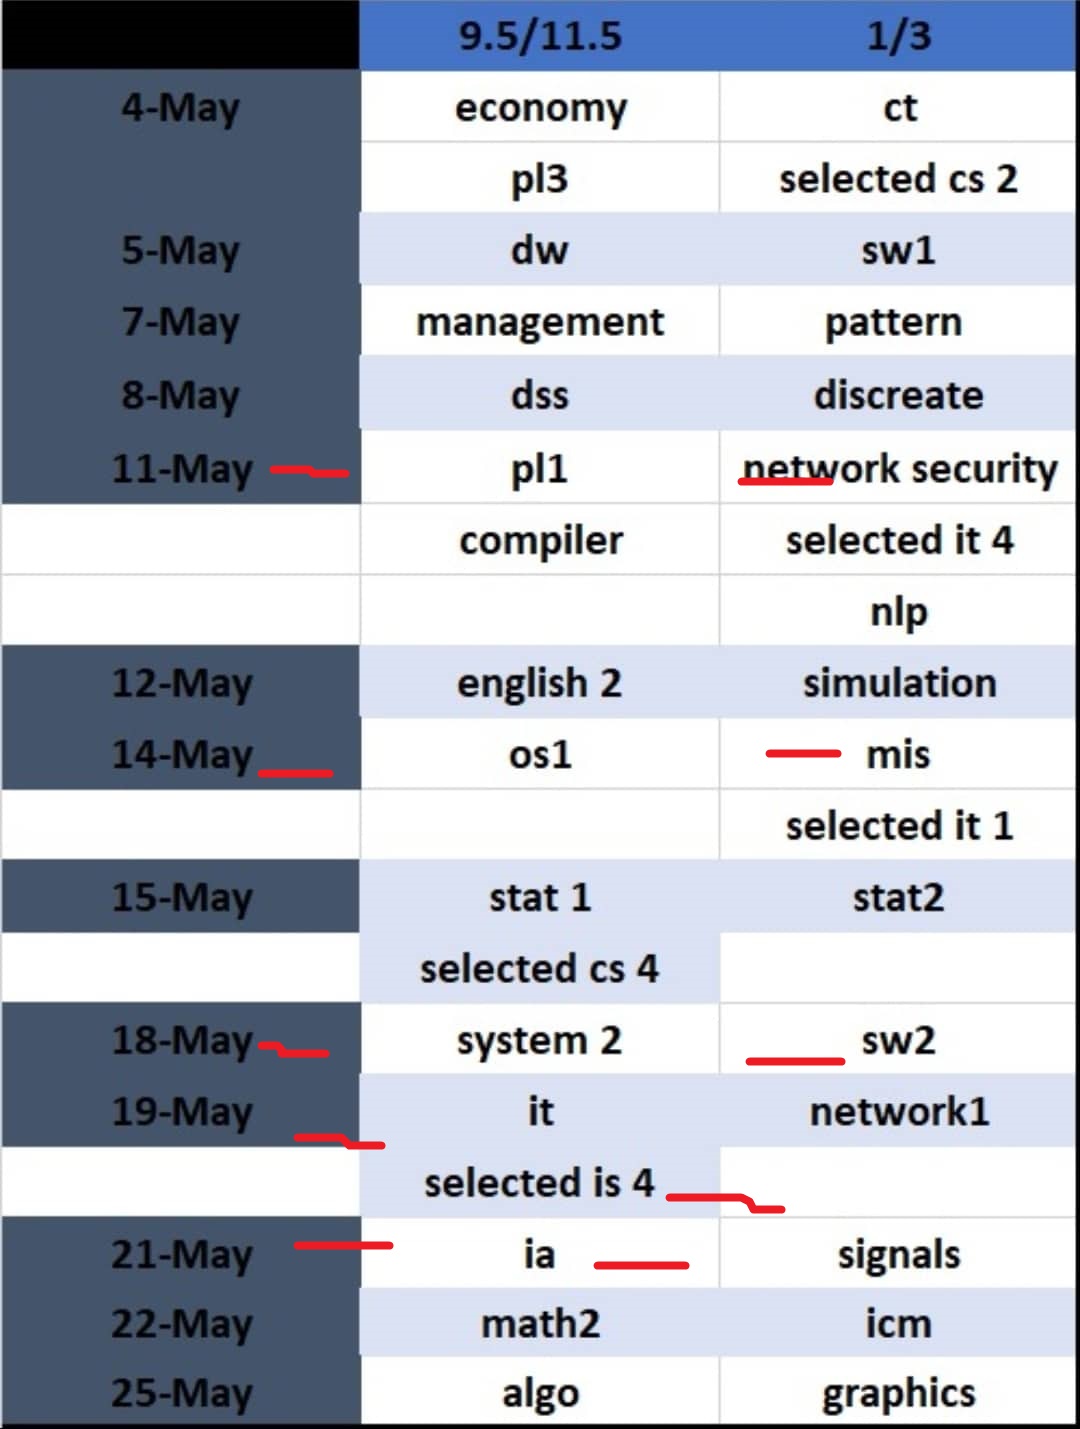 9.5/11.5 1/3
4-May economy ct
pl3 selected cs 2
5-May dw sw1
7-May management pattern
8-May dss discreate
11-May pl1 network security
compiler selected it 4
nlp
12-May english 2 simulation
14-May os1 mis
selected it 1
15-May stat 1 stat2
selected cs 4
18-May system 2 sw2
19-May it network1
selected is 4
21-May ia signals
22-May math2 icm
25-May algo graphics